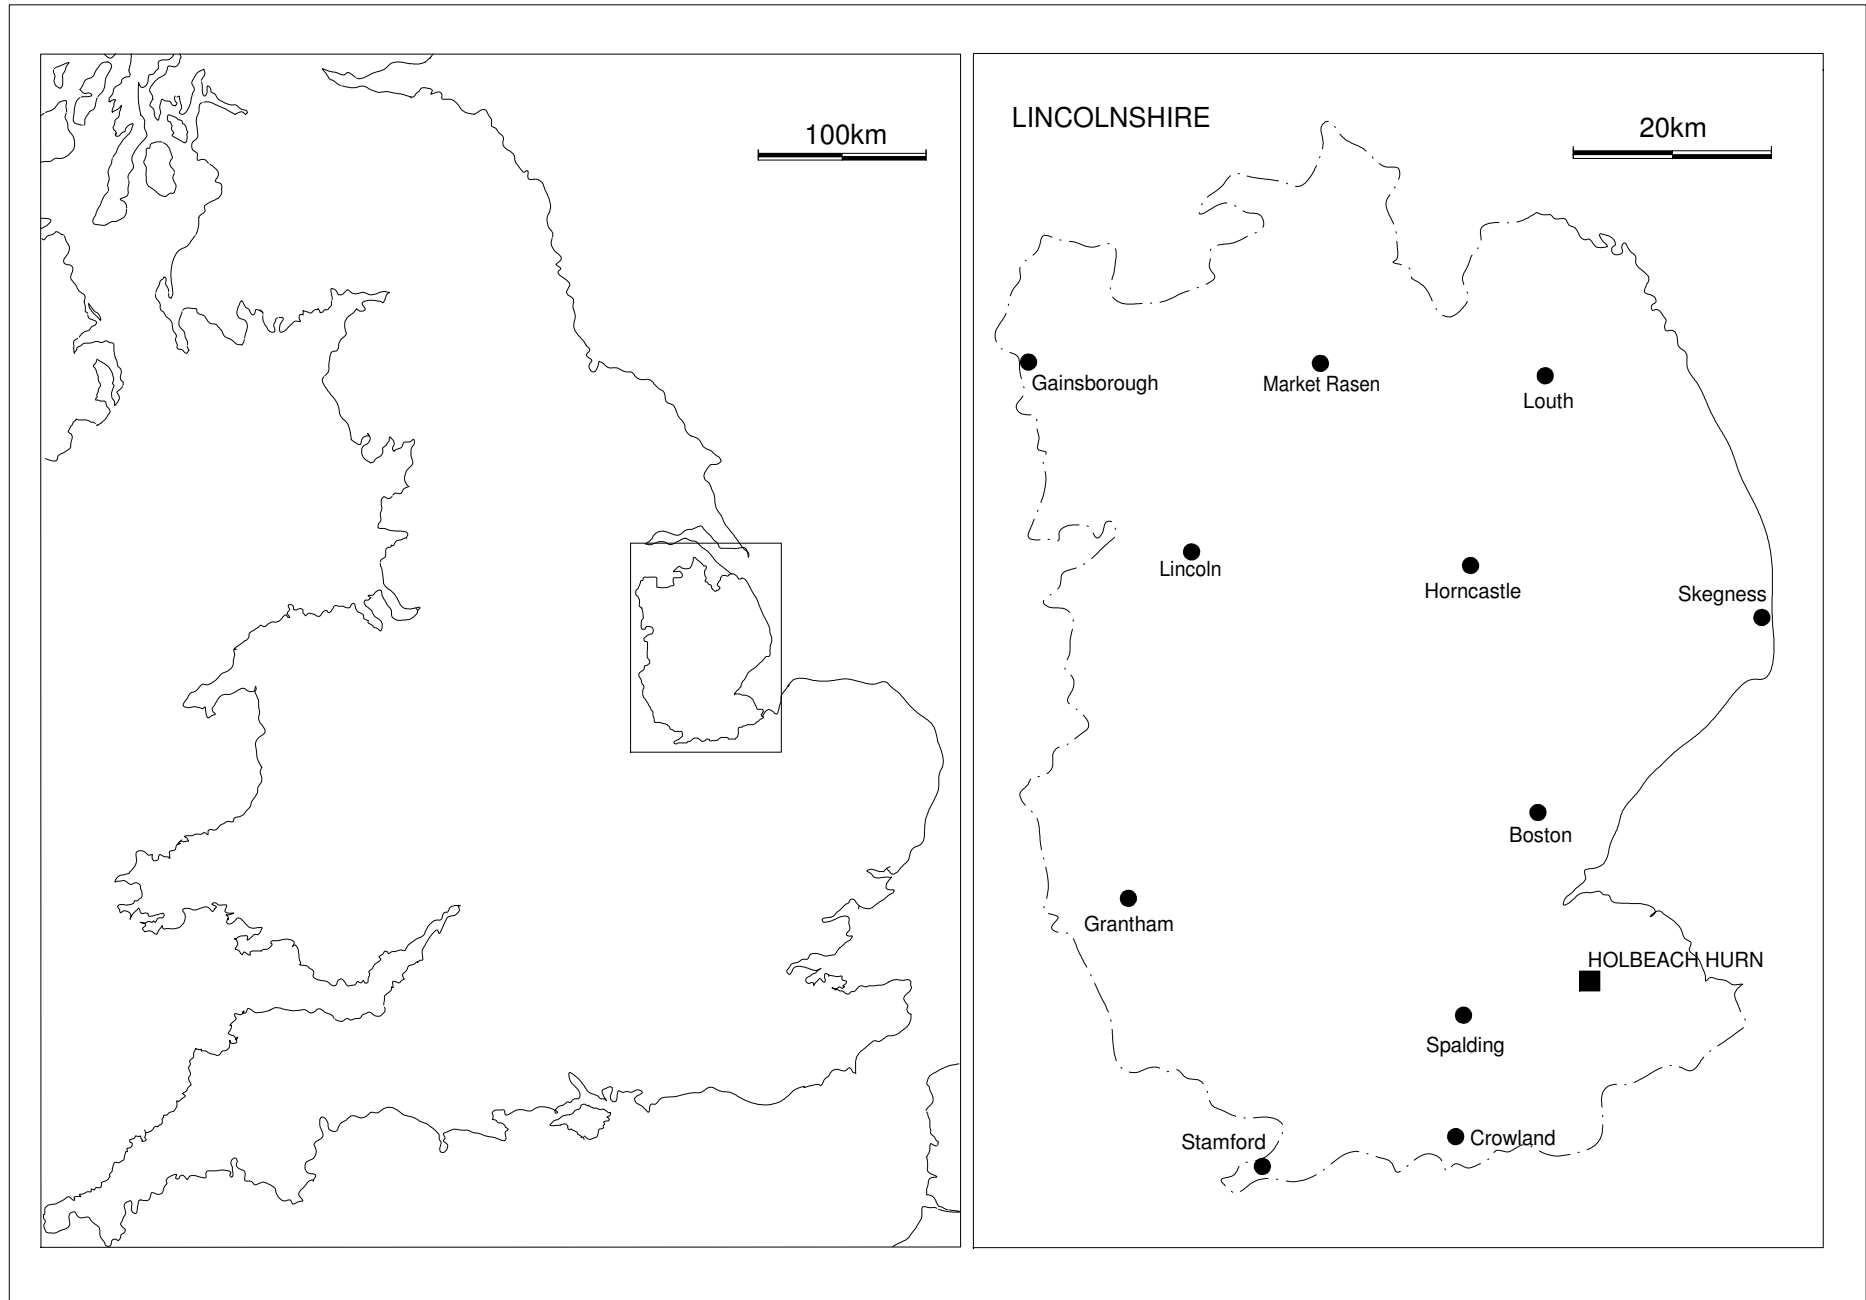 100km
LINCOLNSHIRE
20km
Gainsborough
Market Rasen
Louth
Lincoln
Horncastle
Skegness
Boston
Grantham
HOLBEACH HURN
Spalding
Stamford
Crowland